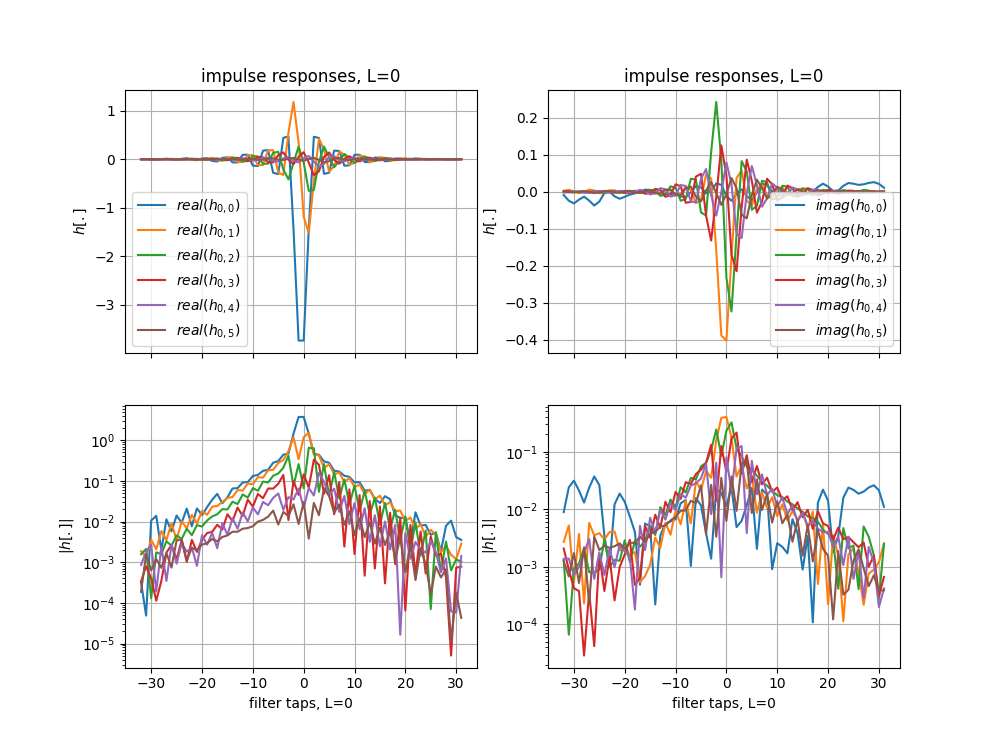 impulse responses, L=0
impulse responses, L=0
h[.]
1
0
−1
−2
−3
real(h0,0)
real(h0,1)
real(h0,2)
real(h0,3)
real(h0,4)
real(h0,5)
h[.]
0.2
0.1
0.0
−0.1
−0.2
−0.3
−0.4
imag(h0,0)
imag(h0,1)
imag(h0,2)
imag(h0,3)
imag(h0,4)
imag(h0,5)
|h[.]|
10^0
10^−1
10^−2
10^−3
10^−4
10^−5
−30 −20 −10 0 10 20 30
filter taps, L=0
|h[.]|
10^−1
10^−2
10^−3
10^−4
−30 −20 −10 0 10 20 30
filter taps, L=0